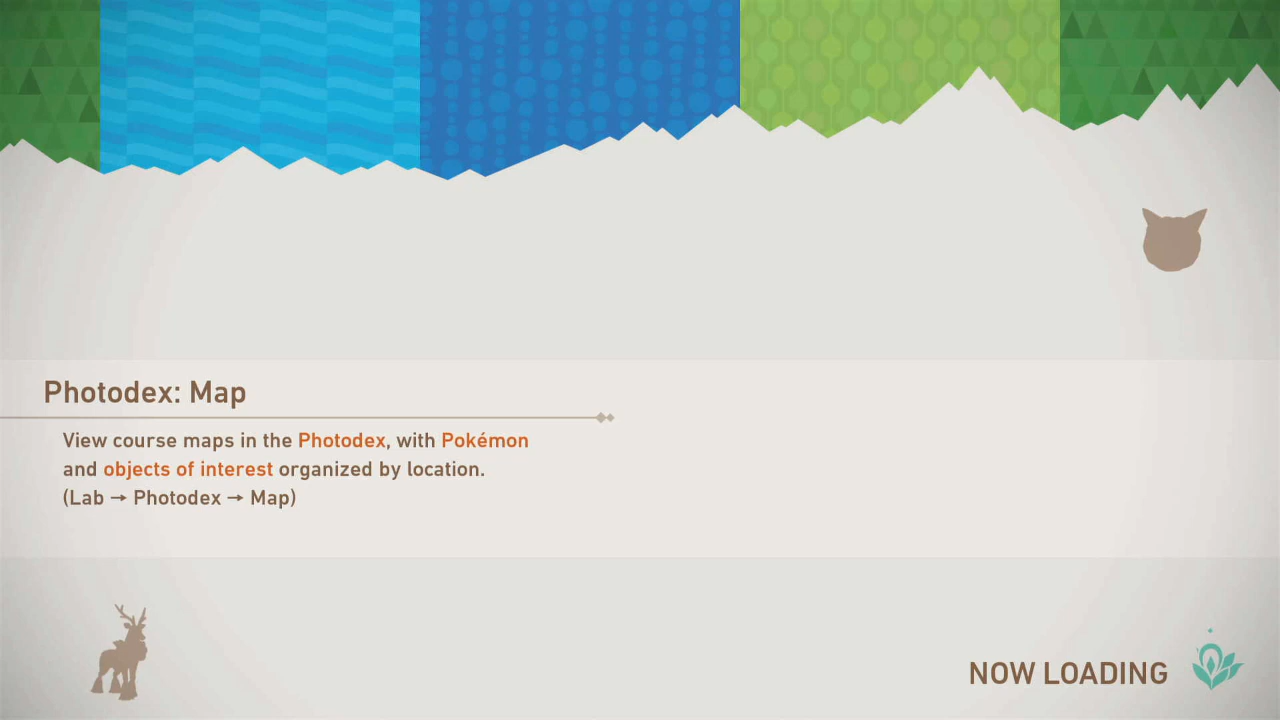 Photodex: Map
View course maps in the Photodex, with Pokémon
and objects of interest organized by location.
(Lab → Photodex → Map)
NOW LOADING